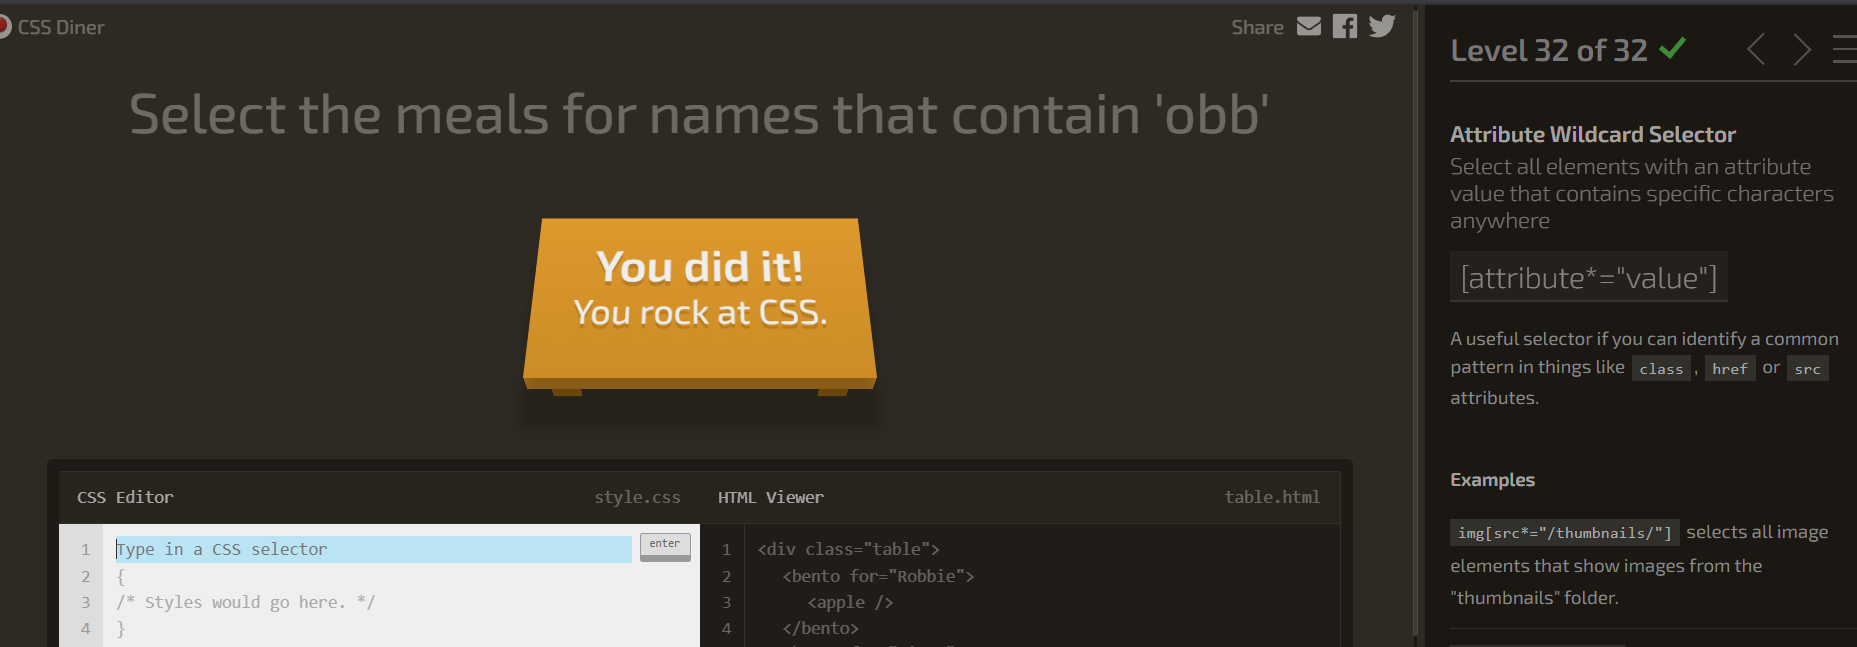 CSS Diner
Share
Select the meals for names that contain 'obb'
You did it!
You rock at CSS.
CSS Editor
style.css
1 Type in a CSS selector
enter
2 {
3 /* Styles would go here. */
4 }
HTML Viewer
table.html
1 <div class="table">
2 <bento for="Robbie">
3 <apple />
4 </bento>
Level 32 of 32
Attribute Wildcard Selector
Select all elements with an attribute
value that contains specific characters
anywhere
[attribute*="value"]
A useful selector if you can identify a common
pattern in things like class , href or src
attributes.
Examples
img[src*="/thumbnails/"] selects all image
elements that show images from the
"thumbnails" folder.